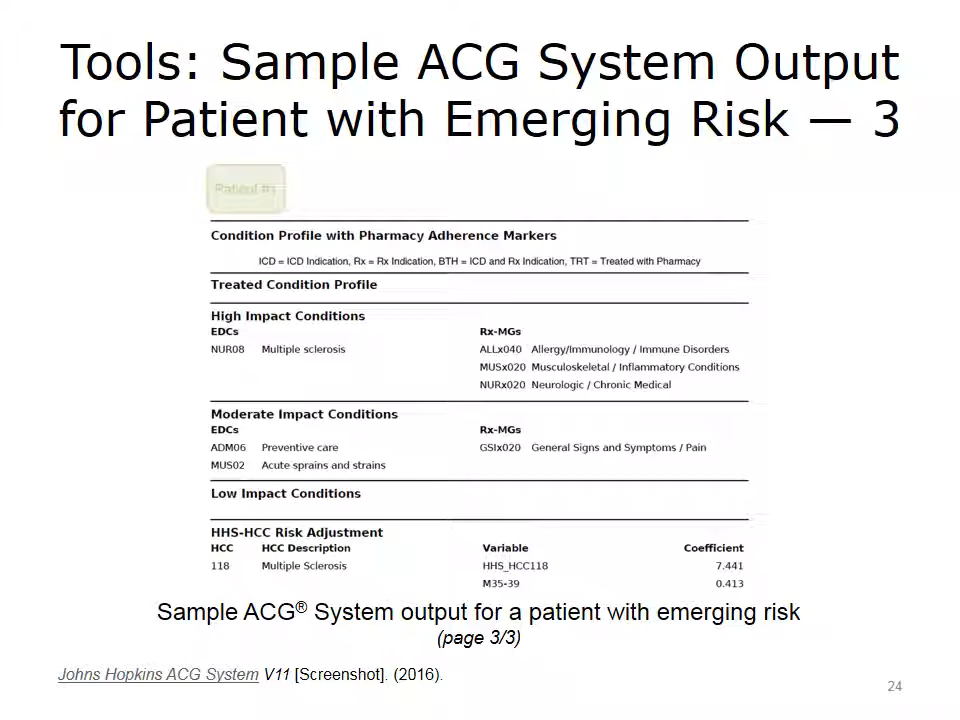 Tools: Sample ACG System Output
for Patient with Emerging Risk — 3
Patient #1
Condition Profile with Pharmacy Adherence Markers
ICD = ICD Indication, Rx = Rx Indication, BTH = ICD and Rx Indication, TRT = Treated with Pharmacy
Treated Condition Profile
High Impact Conditions
EDCs Rx-MGs
NUR08 Multiple sclerosis ALLx040 Allergy/Immunology / Immune Disorders
MUSx020 Musculoskeletal / Inflammatory Conditions
NURx020 Neurologic / Chronic Medical
Moderate Impact Conditions
EDCs Rx-MGs
ADM06 Preventive care GSIx020 General Signs and Symptoms / Pain
MUS02 Acute sprains and strains
Low Impact Conditions
HHS-HCC Risk Adjustment
HCC HCC Description Variable Coefficient
118 Multiple Sclerosis HHS_HCC118 7.441
M35-39 0.413
Sample ACG® System output for a patient with emerging risk
(page 3/3)
Johns Hopkins ACG System V11 [Screenshot]. (2016).
24